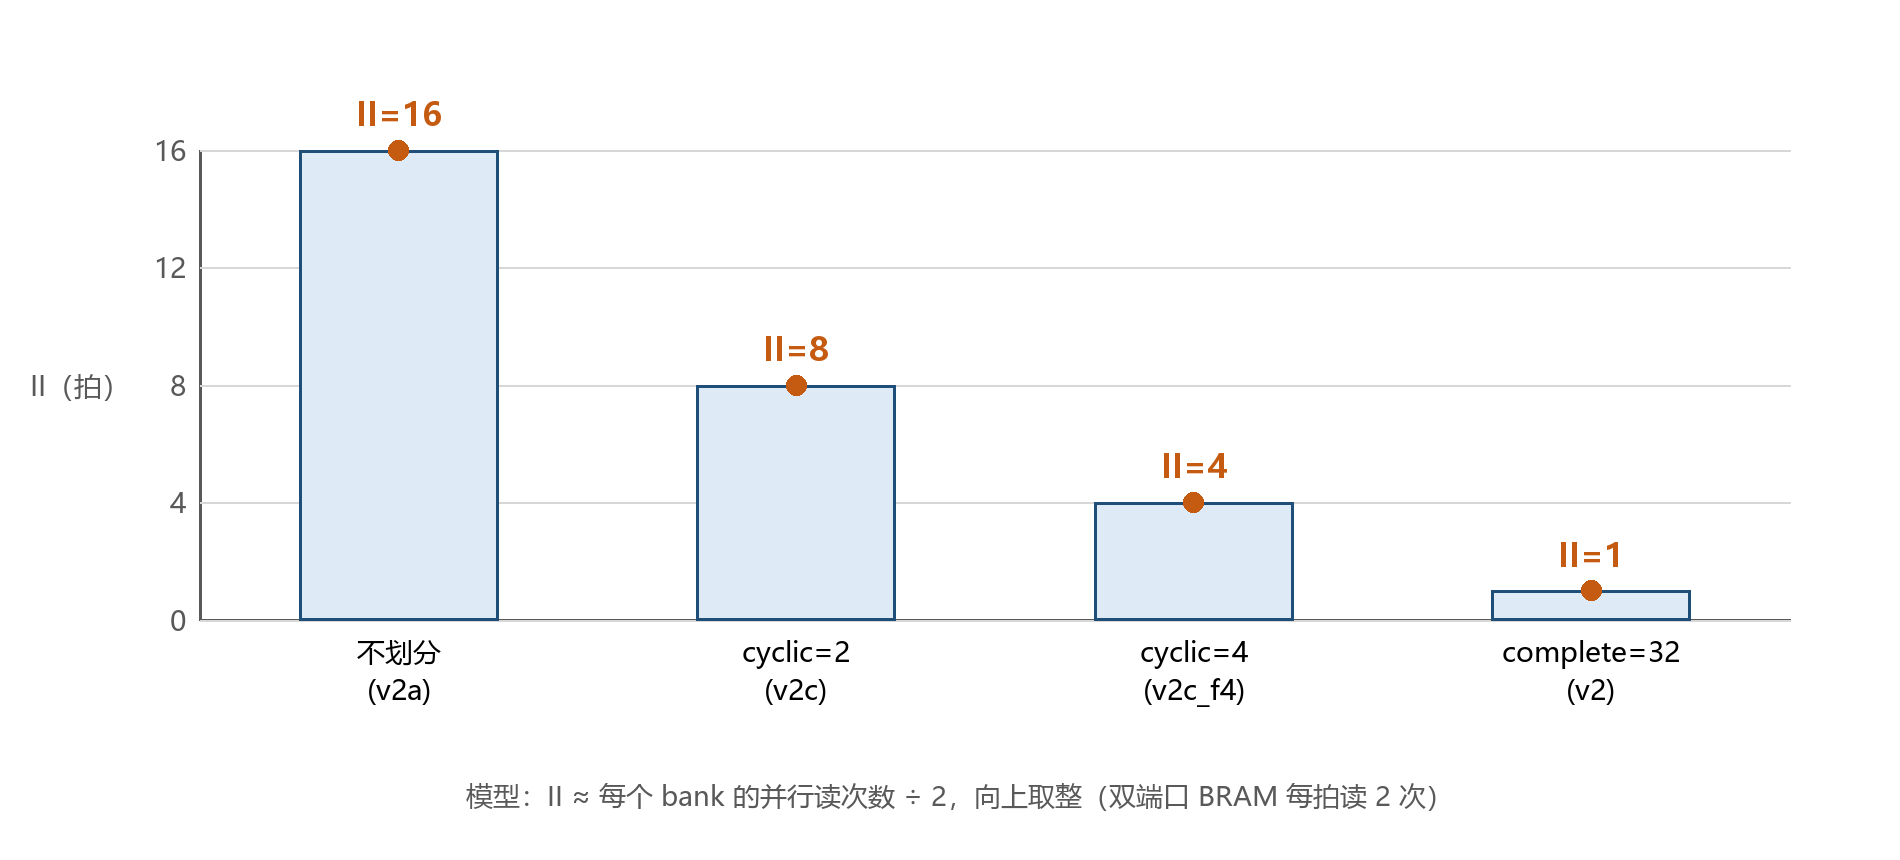 II=16
16
II=8
12
II（拍）
8
II=4
4
II=1
0
不划分
(v2a)
cyclic=2
(v2c)
cyclic=4
(v2c_f4)
complete=32
(v2)
模型：II ≈ 每个 bank 的并行读次数 ÷ 2，向上取整（双端口 BRAM 每拍读 2 次）